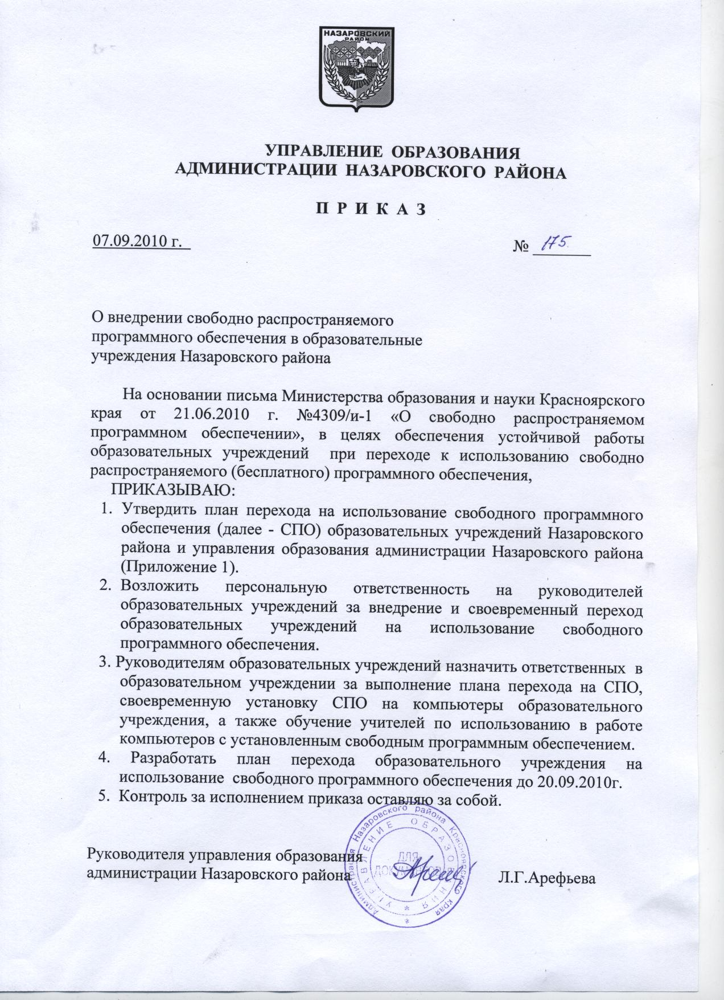 НАЗАРОВСКИЙ
РАЙОН
УПРАВЛЕНИЕ ОБРАЗОВАНИЯ
АДМИНИСТРАЦИИ НАЗАРОВСКОГО РАЙОНА
П Р И К А З
07.09.2010 г.
№ 175
О внедрении свободно распространяемого
программного обеспечения в образовательные
учреждения Назаровского района
На основании письма Министерства образования и науки Красноярского
края от 21.06.2010 г. №4309/и-1 «О свободно распространяемом
программном обеспечении», в целях обеспечения устойчивой работы
образовательных учреждений при переходе к использованию свободно
распространяемого (бесплатного) программного обеспечения,
ПРИКАЗЫВАЮ:
1. Утвердить план перехода на использование свободного программного
обеспечения (далее - СПО) образовательных учреждений Назаровского
района и управления образования администрации Назаровского района
(Приложение 1).
2. Возложить персональную ответственность на руководителей
образовательных учреждений за внедрение и своевременный переход
образовательных учреждений на использование свободного
программного обеспечения.
3. Руководителям образовательных учреждений назначить ответственных в
образовательном учреждении за выполнение плана перехода на СПО,
своевременную установку СПО на компьютеры образовательного
учреждения, а также обучение учителей по использованию в работе
компьютеров с установленным свободным программным обеспечением.
4. Разработать план перехода образовательного учреждения на
использование свободного программного обеспечения до 20.09.2010г.
5. Контроль за исполнением приказа оставляю за собой.
Руководителя управления образования
администрации Назаровского района
Л.Г.Арефьева
Администрация Назаровского района Красноярского края
УПРАВЛЕНИЕ ОБРАЗОВАНИЯ
ДЛЯ
ДОКУМЕНТОВ